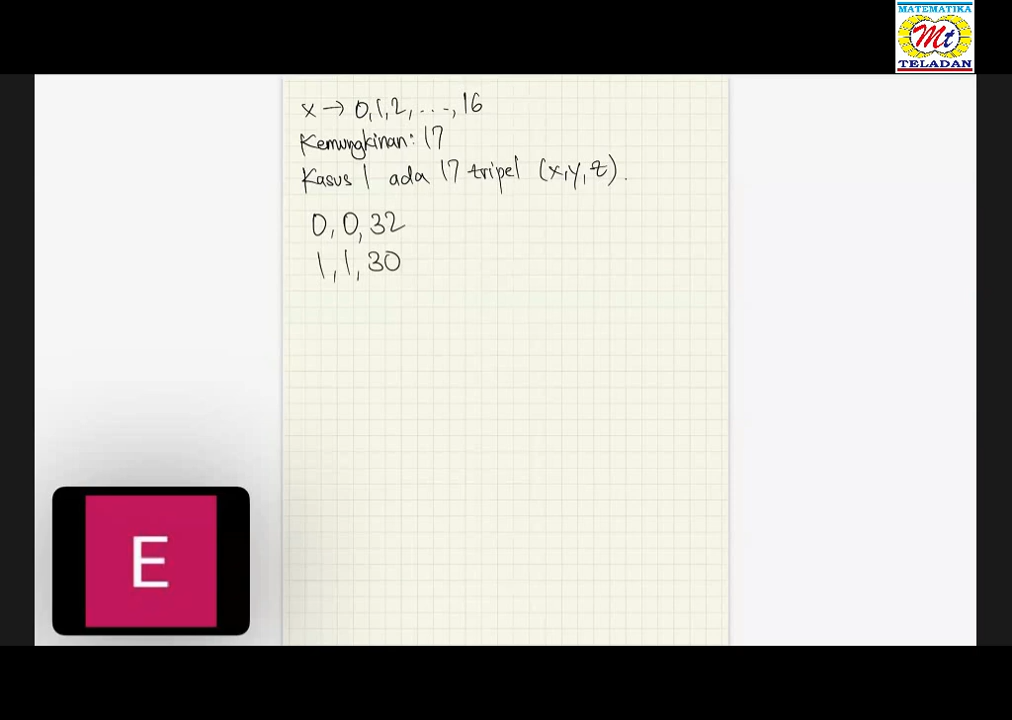 MATEMATIKA
Mt
TELADAN
x → 0,1,2,...,16
Kemungkinan: 17
Kasus 1 ada 17 tripel (x,y,z).
0, 0, 32
1, 1, 30
E